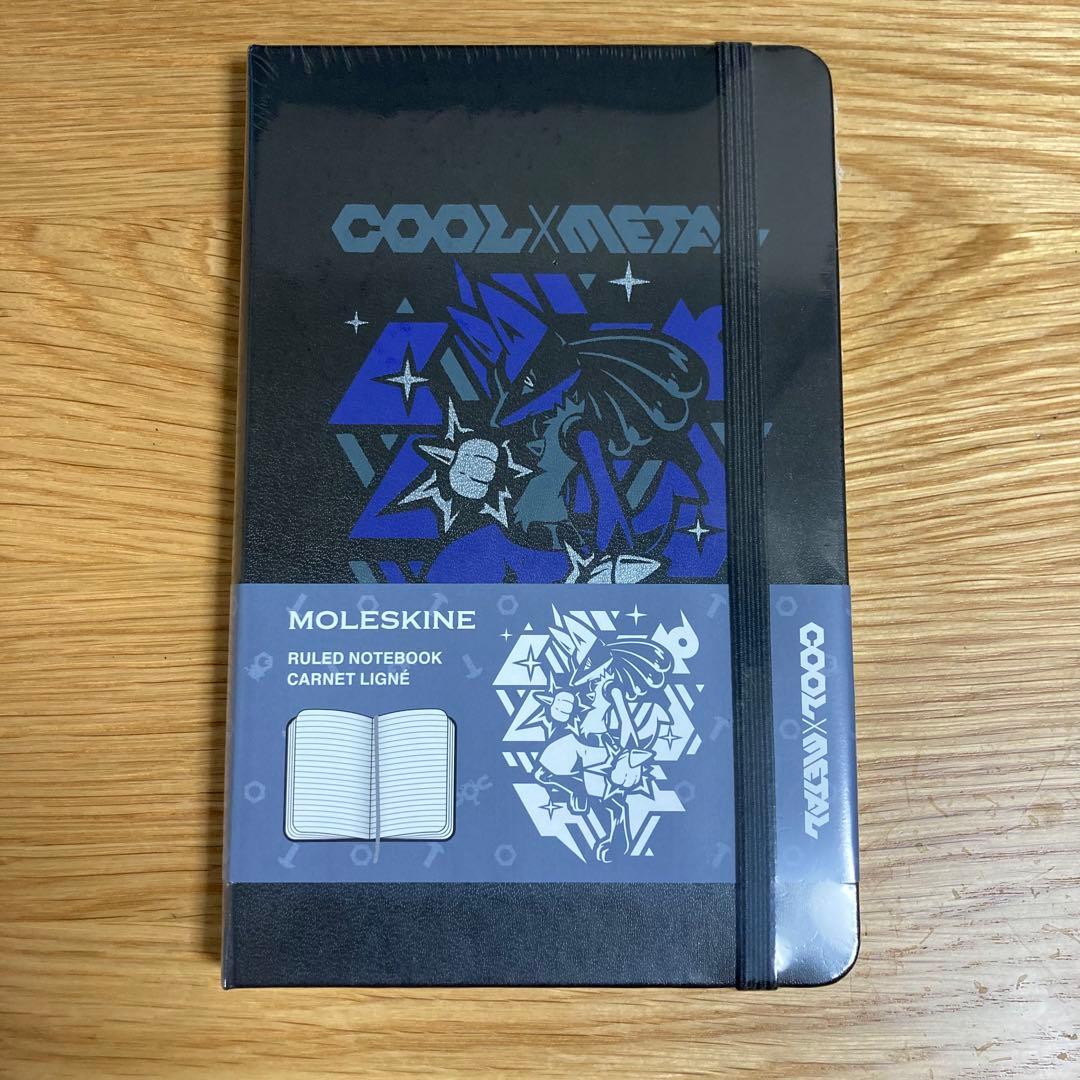 COOL×METAL
MOLESKINE
RULED NOTEBOOK
CARNET LIGNÉ
COOL×METAL